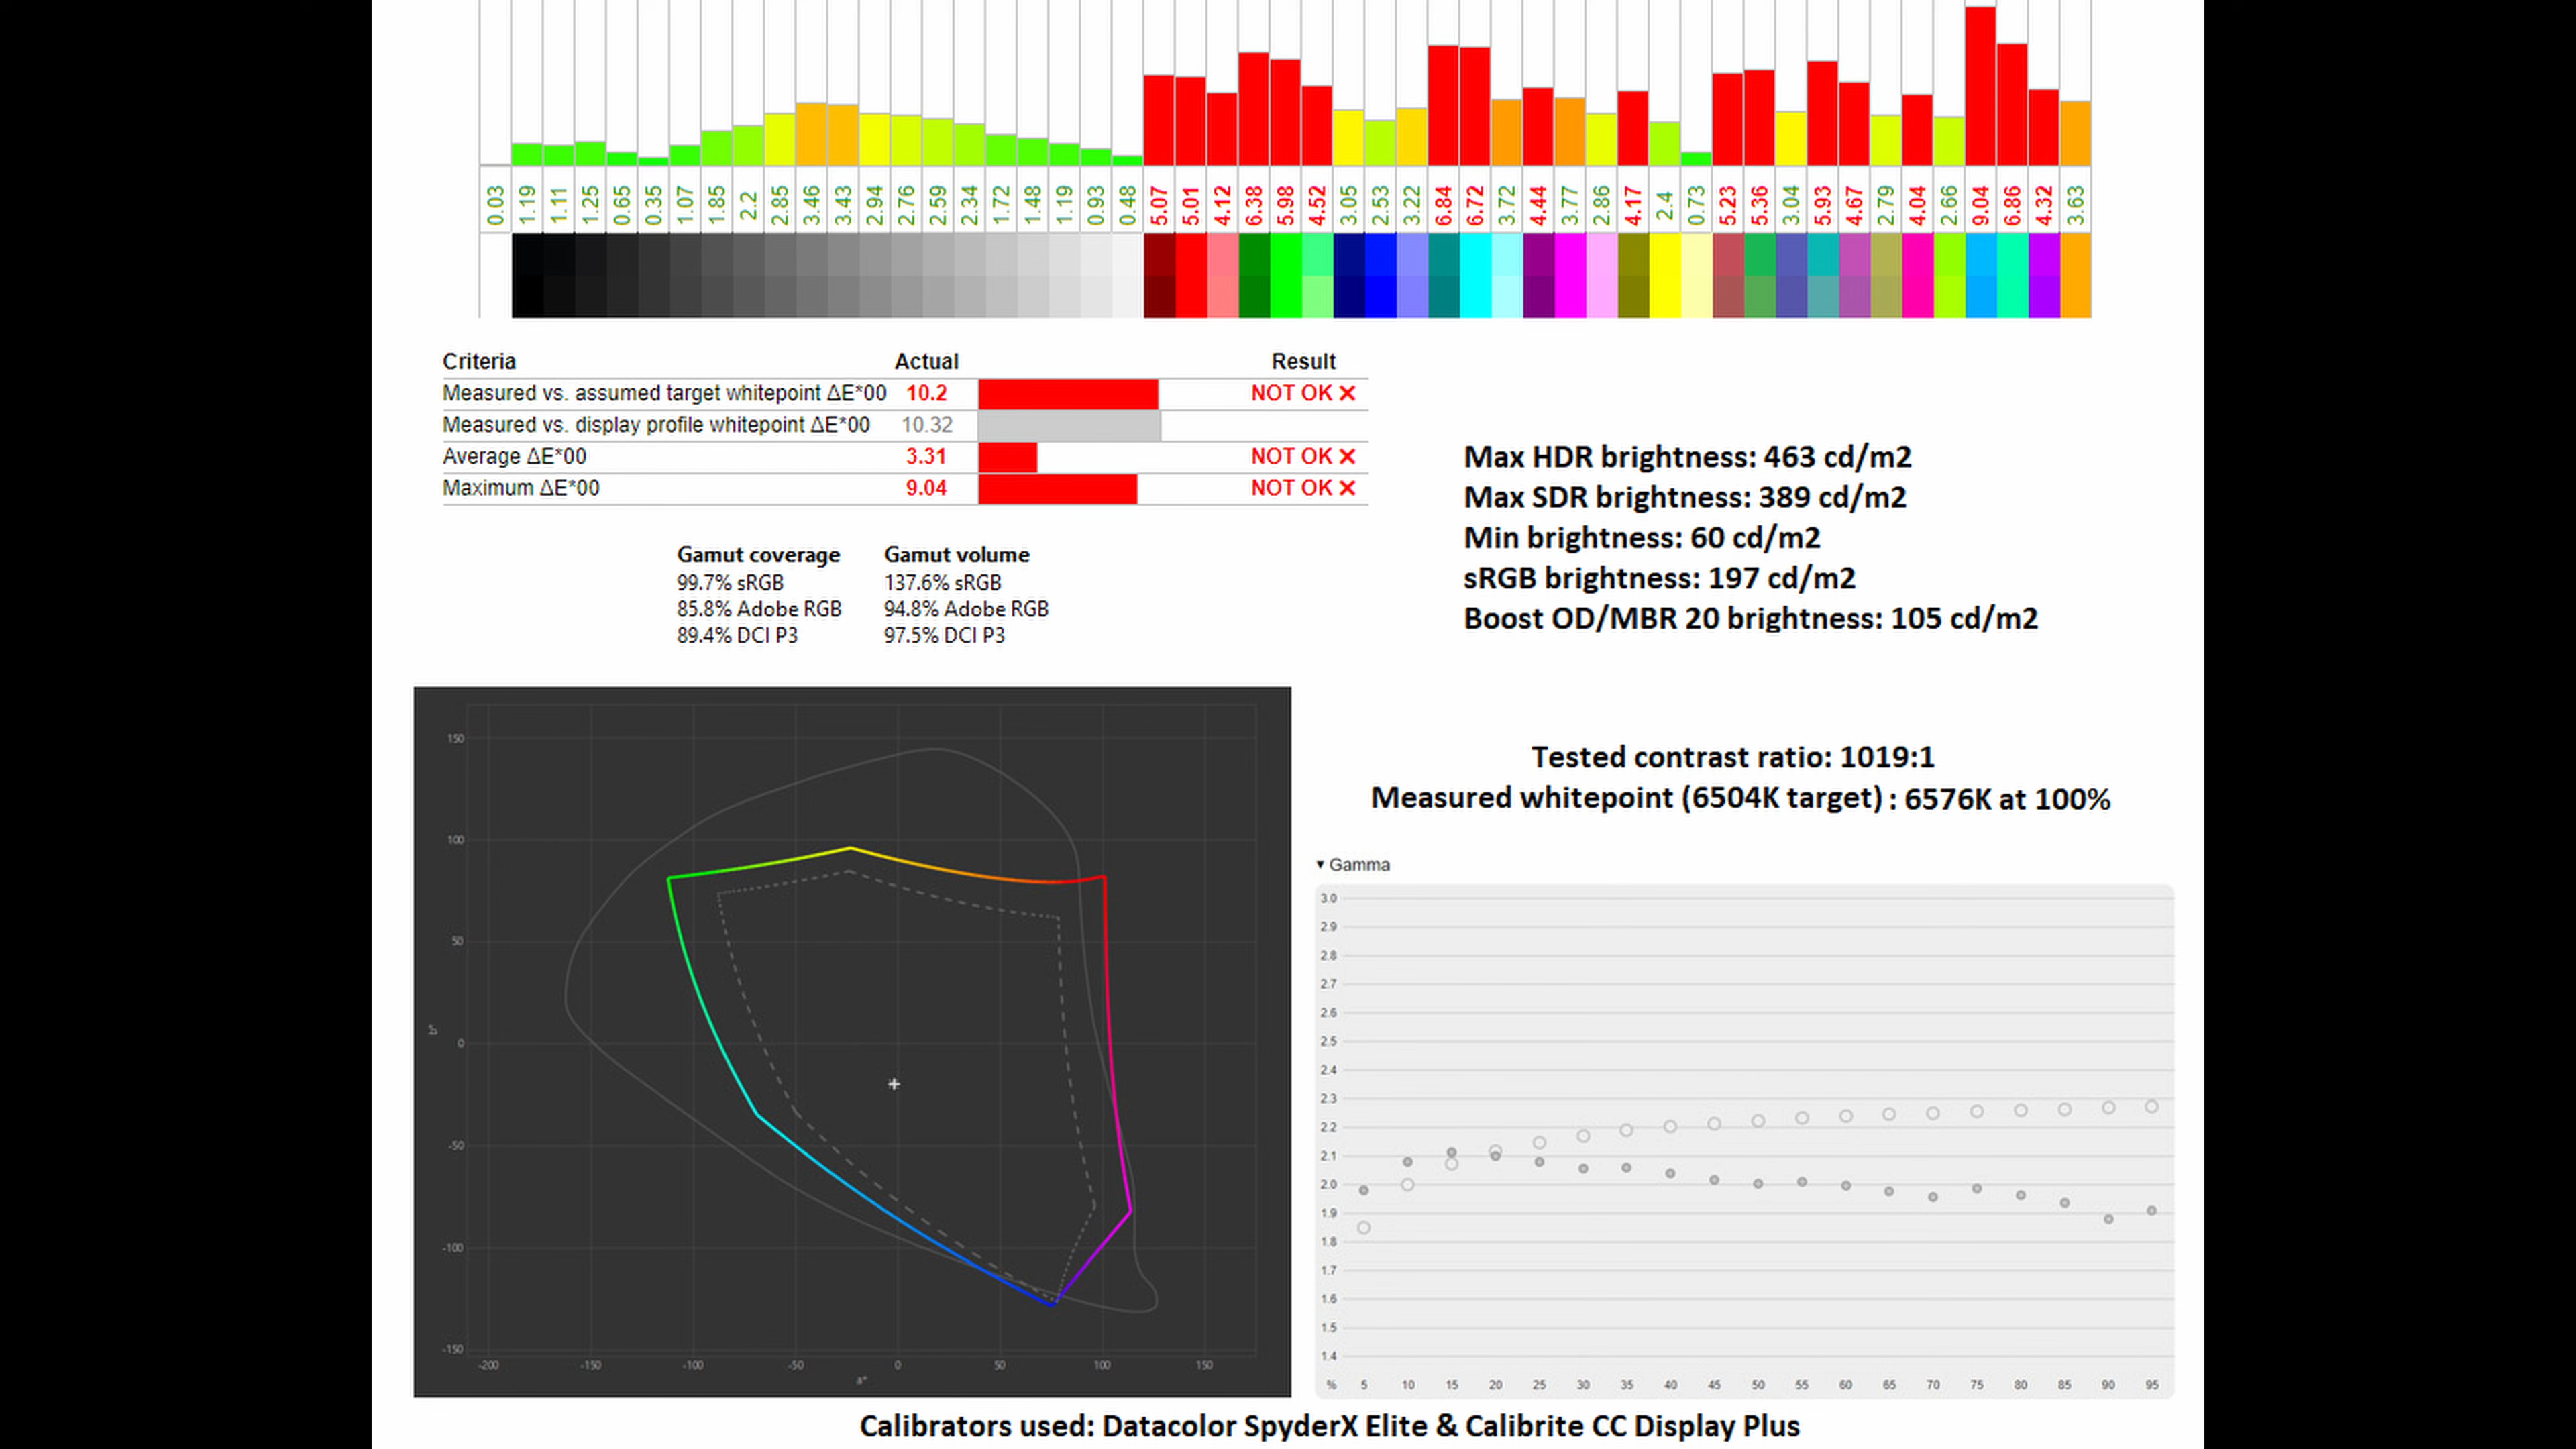 0.03 1.19 1.11 1.25 0.65 0.35 1.07 1.85 2.2 2.85 3.46 3.43 2.94 2.76 2.59 2.34 1.72 1.48 1.19 0.93 0.48 5.07 5.01 4.12 6.38 5.98 4.52 3.05 2.53 3.22 6.84 6.72 3.72 4.44 3.77 2.86 4.17 2.4 0.73 5.23 5.36 3.04 5.93 4.67 2.79 4.04 2.66 9.04 6.86 4.32 3.63
Criteria Actual Result
Measured vs. assumed target whitepoint ΔE*00 10.2 NOT OK ✕
Measured vs. display profile whitepoint ΔE*00 10.32
Average ΔE*00 3.31 NOT OK ✕
Maximum ΔE*00 9.04 NOT OK ✕
Gamut coverage Gamut volume
99.7% sRGB 137.6% sRGB
85.8% Adobe RGB 94.8% Adobe RGB
89.4% DCI P3 97.5% DCI P3
Max HDR brightness: 463 cd/m2
Max SDR brightness: 389 cd/m2
Min brightness: 60 cd/m2
sRGB brightness: 197 cd/m2
Boost OD/MBR 20 brightness: 105 cd/m2
150
100
50
0
-50
-100
-150
b*
-200 -150 -100 -50 0 50 100 150
a*
Tested contrast ratio: 1019:1
Measured whitepoint (6504K target) : 6576K at 100%
▾ Gamma
3.0
2.9
2.8
2.7
2.6
2.5
2.4
2.3
2.2
2.1
2.0
1.9
1.8
1.7
1.6
1.5
1.4
% 5 10 15 20 25 30 35 40 45 50 55 60 65 70 75 80 85 90 95
Calibrators used: Datacolor SpyderX Elite & Calibrite CC Display Plus